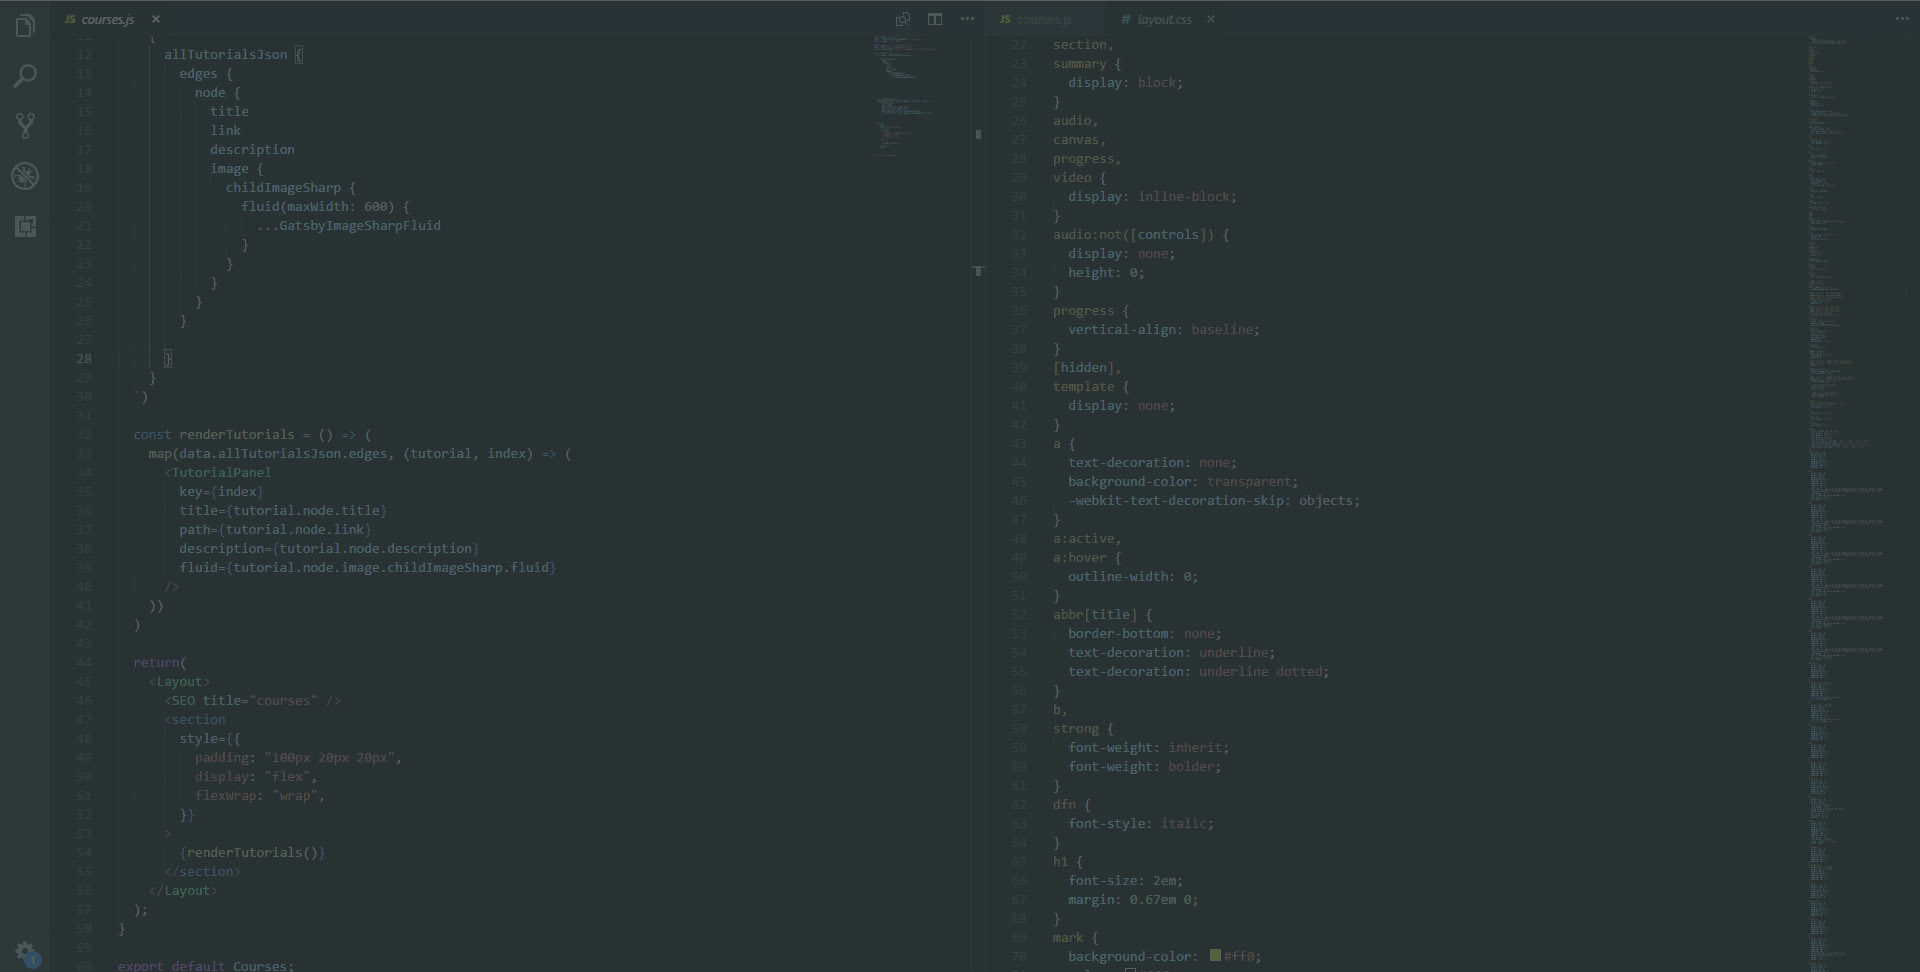 JS courses.js ×
{
12 allTutorialsJson {
13 edges {
14 node {
15 title
16 link
17 description
18 image {
19 childImageSharp {
20 fluid(maxWidth: 600) {
21 ...GatsbyImageSharpFluid
22 }
23 }
24 }
25 }
26 }
27
28 }
29 }
30 `)
31
32 const renderTutorials = () => (
33 map(data.allTutorialsJson.edges, (tutorial, index) => (
34 <TutorialPanel
35 key={index}
36 title={tutorial.node.title}
37 path={tutorial.node.link}
38 description={tutorial.node.description}
39 fluid={tutorial.node.image.childImageSharp.fluid}
40 />
41 ))
42 )
43
44 return(
45 <Layout>
46 <SEO title="courses" />
47 <section
48 style={{
49 padding: "100px 20px 20px",
50 display: "flex",
51 flexWrap: "wrap",
52 }}
53 >
54 {renderTutorials()}
55 </section>
56 </Layout>
57 );
58 }
59
60 export default Courses;
1
JS courses.js # layout.css ×
22 section,
23 summary {
24 display: block;
25 }
26 audio,
27 canvas,
28 progress,
29 video {
30 display: inline-block;
31 }
32 audio:not([controls]) {
33 display: none;
34 height: 0;
35 }
36 progress {
37 vertical-align: baseline;
38 }
39 [hidden],
40 template {
41 display: none;
42 }
43 a {
44 text-decoration: none;
45 background-color: transparent;
46 -webkit-text-decoration-skip: objects;
47 }
48 a:active,
49 a:hover {
50 outline-width: 0;
51 }
52 abbr[title] {
53 border-bottom: none;
54 text-decoration: underline;
55 text-decoration: underline dotted;
56 }
57 b,
58 strong {
59 font-weight: inherit;
60 font-weight: bolder;
61 }
62 dfn {
63 font-style: italic;
64 }
65 h1 {
66 font-size: 2em;
67 margin: 0.67em 0;
68 }
69 mark {
70 background-color: #ff0;